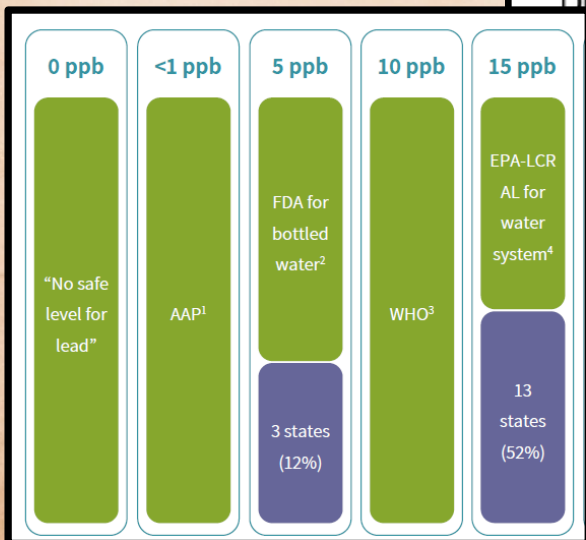 0 ppb
“No safe
level for
lead”
<1 ppb
AAP¹
5 ppb
FDA for
bottled
water²
3 states
(12%)
10 ppb
WHO³
15 ppb
EPA-LCR
AL for
water
system⁴
13
states
(52%)